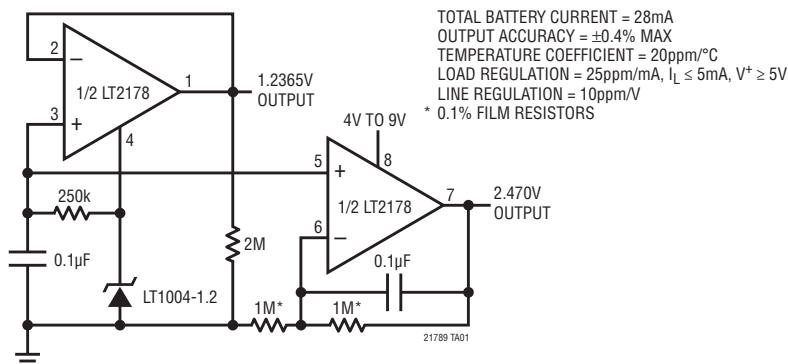 TOTAL BATTERY CURRENT = 28mA
OUTPUT ACCURACY = ±0.4% MAX
TEMPERATURE COEFFICIENT = 20ppm/°C
LOAD REGULATION = 25ppm/mA, IL ≤ 5mA, V+ ≥ 5V
LINE REGULATION = 10ppm/V
* 0.1% FILM RESISTORS
2
–
1/2 LT2178
1
1.2365V
OUTPUT
3
+
4
4V TO 9V
8
5
+
1/2 LT2178
7
2.470V
OUTPUT
6
–
250k
0.1µF
LT1004-1.2
2M
0.1µF
1M*
1M*
21789 TA01